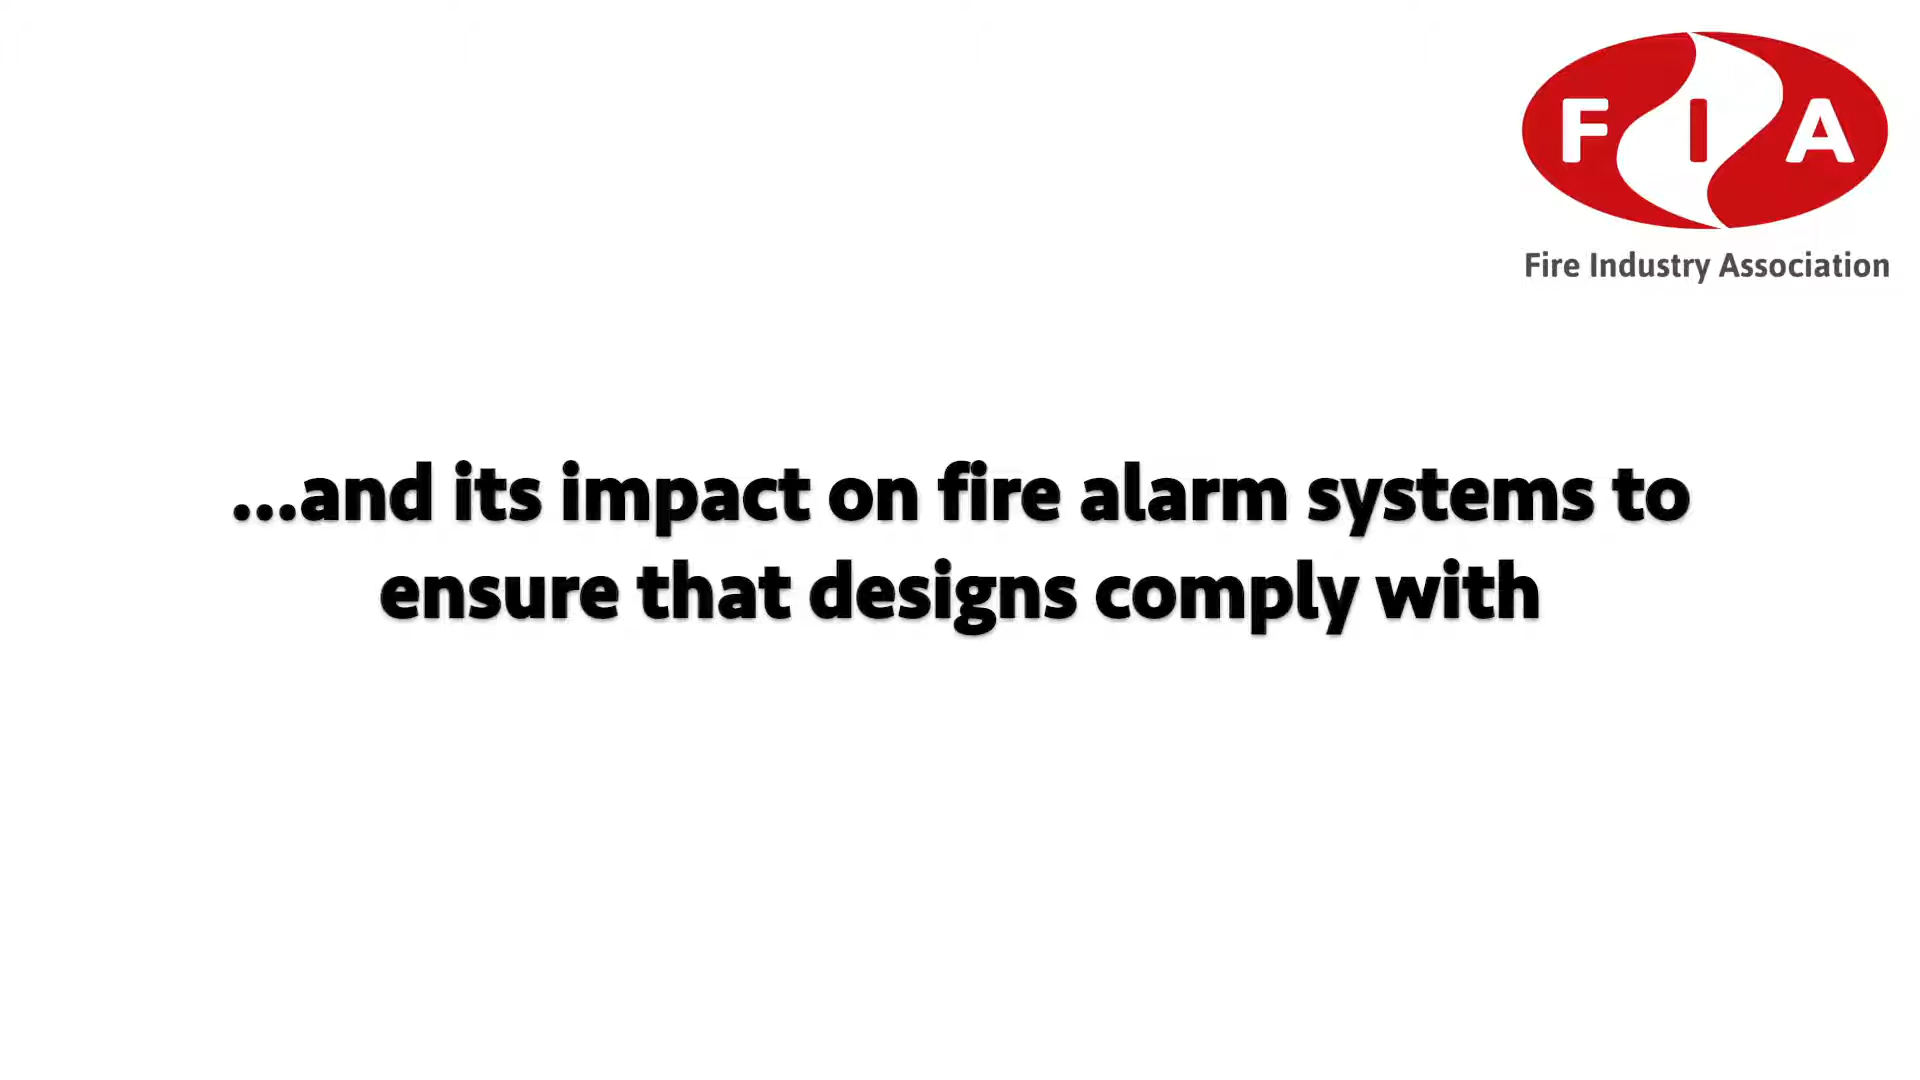 F I A
Fire Industry Association
...and its impact on fire alarm systems to
ensure that designs comply with